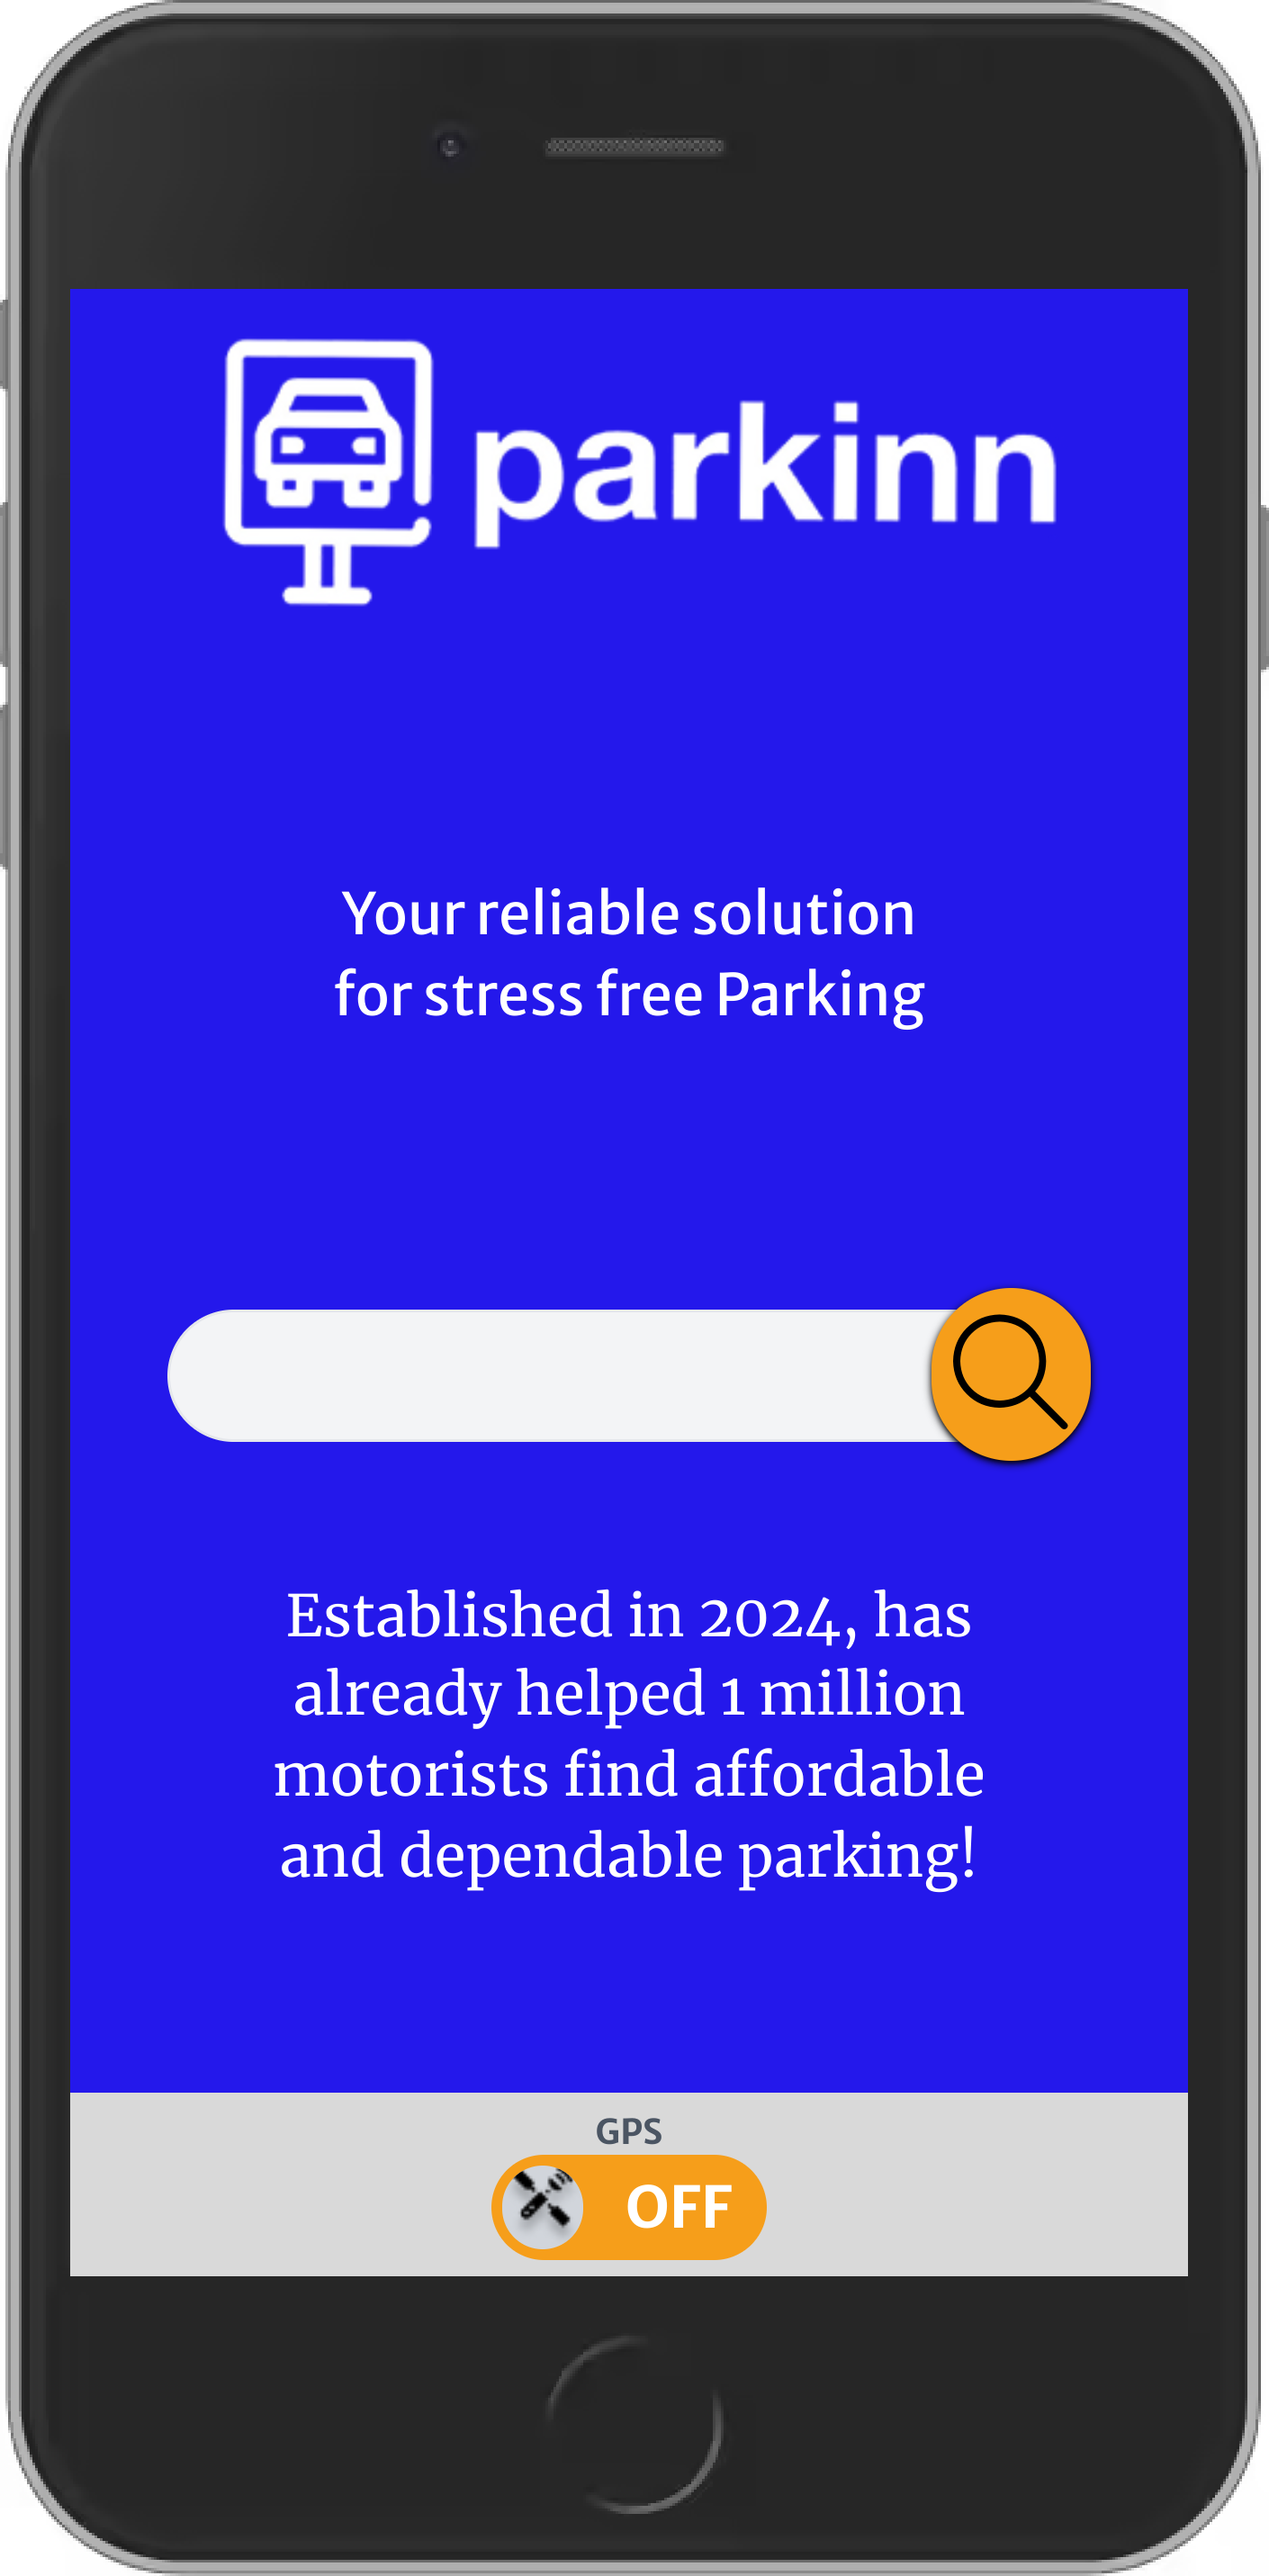 parkinn
Your reliable solution
for stress free Parking
Established in 2024, has
already helped 1 million
motorists find affordable
and dependable parking!
GPS
OFF